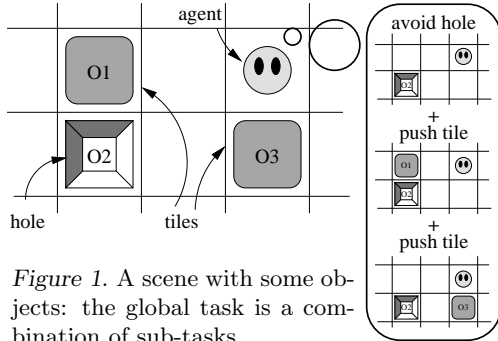 agent
O1
O2
O3
hole
tiles
avoid hole
O2
+
push tile
O1
O2
+
push tile
O2
O3
Figure 1. A scene with some ob-
jects: the global task is a com-
bination of sub-tasks